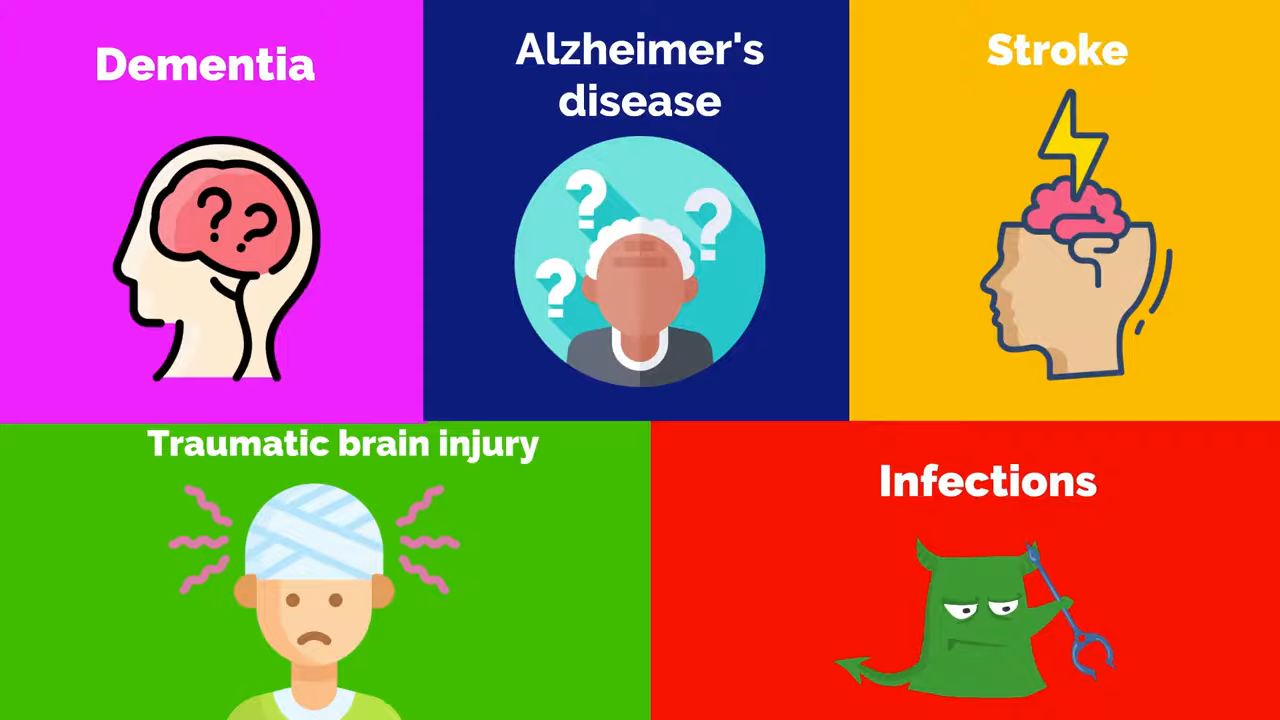 Dementia
Alzheimer's
disease
Stroke
Traumatic brain injury
Infections